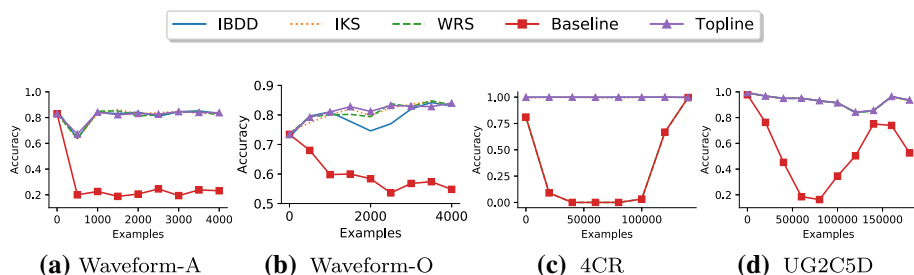 IBDD IKS WRS Baseline Topline
1.0
0.8
0.6
0.4
0.2
Accuracy
0 1000 2000 3000 4000
Examples
(a) Waveform-A
0.9
0.8
0.7
0.6
0.5
Accuracy
0 2000 4000
Examples
(b) Waveform-O
1.00
0.75
0.50
0.25
0.00
Accuracy
0 50000 100000
Examples
(c) 4CR
1.0
0.8
0.6
0.4
0.2
Accuracy
0 50000 100000 150000
Examples
(d) UG2C5D